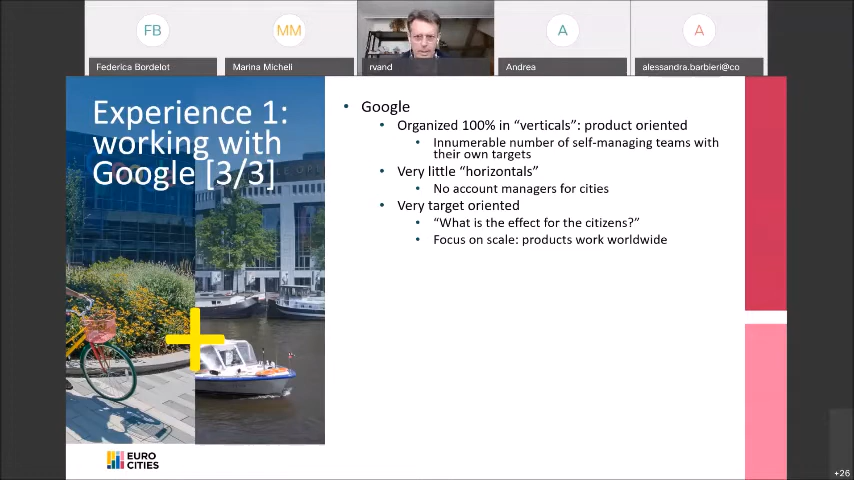 FB
MM
A
A
Federica Bordelot
Marina Micheli
rvand
Andrea
alessandra.barbieri@co
Experience 1:
working with
Google [3/3]
• Google
• Organized 100% in “verticals”: product oriented
• Innumerable number of self-managing teams with
their own targets
• Very little “horizontals”
• No account managers for cities
• Very target oriented
• “What is the effect for the citizens?”
• Focus on scale: products work worldwide
EURO
CITIES
+26